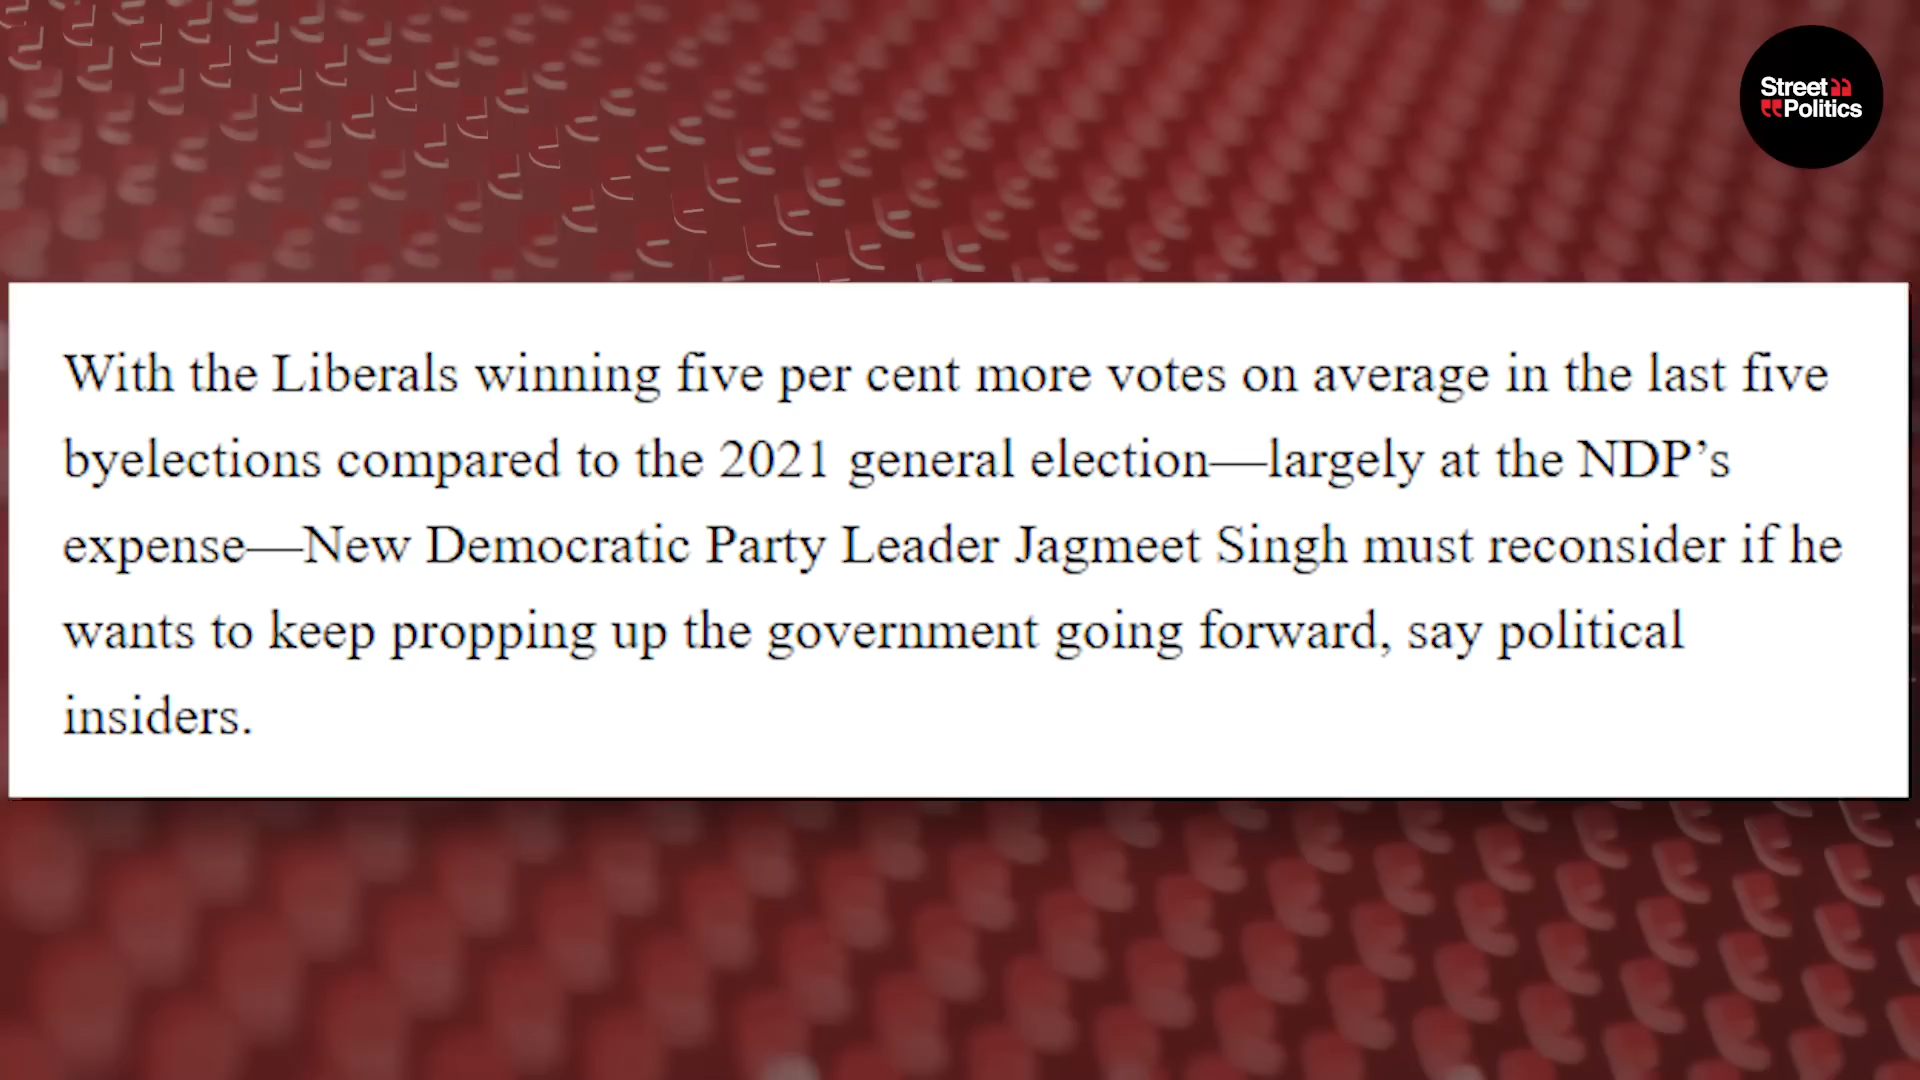 Street
Politics
With the Liberals winning five per cent more votes on average in the last five
byelections compared to the 2021 general election—largely at the NDP’s
expense—New Democratic Party Leader Jagmeet Singh must reconsider if he
wants to keep propping up the government going forward, say political
insiders.